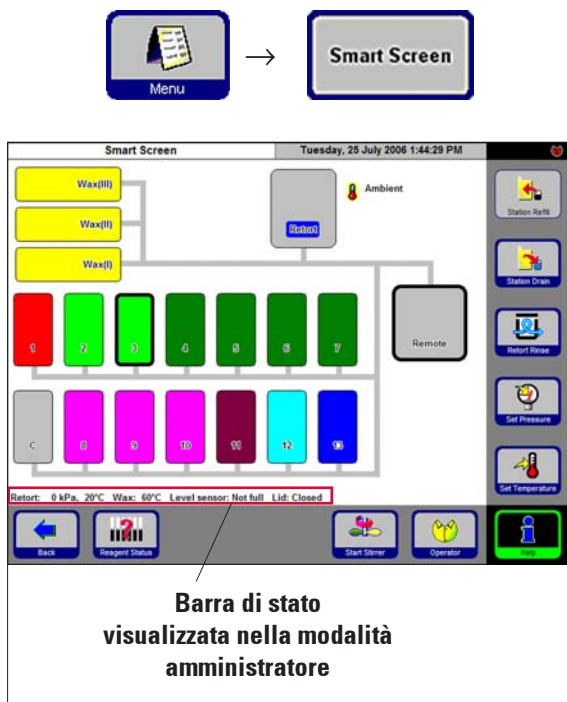 Menu
→
Smart Screen
Smart Screen
Tuesday, 25 July 2006 1:44:29 PM
Wax(III)
Wax(II)
Wax(I)
Retort
Ambient
Station Refill
Station Drain
Retort Rinse
Set Pressure
Set Temperature
1
2
3
4
5
6
7
Remote
C
8
9
10
11
12
13
Retort: 0 kPa, 20°C Wax: 60°C Level sensor: Not full Lid: Closed
Back
Reagent Status
Start Stirrer
Operator
Help
Barra di stato
visualizzata nella modalità
amministratore